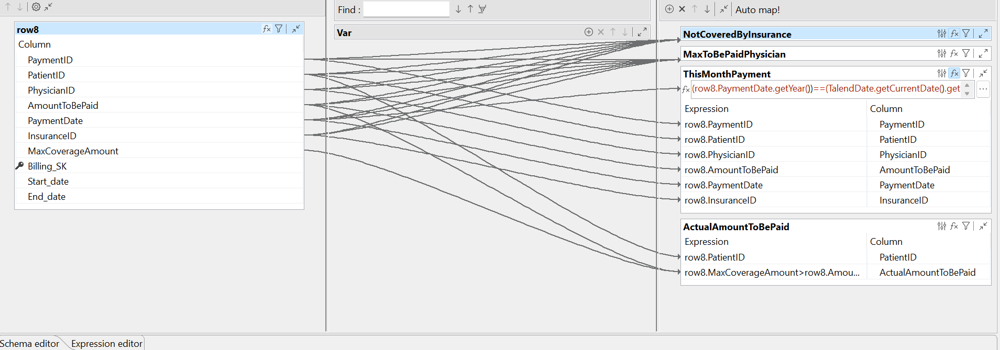 Find :
Auto map!
row8
Column
PaymentID
PatientID
PhysicianID
AmountToBePaid
PaymentDate
InsuranceID
MaxCoverageAmount
Billing_SK
Start_date
End_date
Var
NotCoveredByInsurance
MaxToBePaidPhysician
ThisMonthPayment
(row8.PaymentDate.getYear())==(TalendDate.getCurrentDate().get
Expression Column
row8.PaymentID PaymentID
row8.PatientID PatientID
row8.PhysicianID PhysicianID
row8.AmountToBePaid AmountToBePaid
row8.PaymentDate PaymentDate
row8.InsuranceID InsuranceID
ActualAmountToBePaid
Expression Column
row8.PatientID PatientID
row8.MaxCoverageAmount>row8.Amou... ActualAmountToBePaid
Schema editor Expression editor